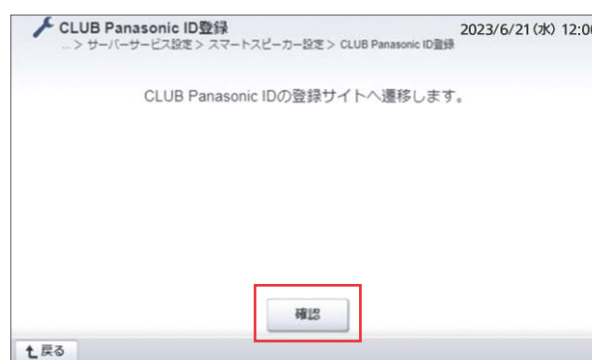 CLUB Panasonic ID登録
2023/6/21(水) 12:00
...> サーバーサービス設定> スマートスピーカー設定> CLUB Panasonic ID登録
CLUB Panasonic IDの登録サイトへ遷移します。
確認
戻る